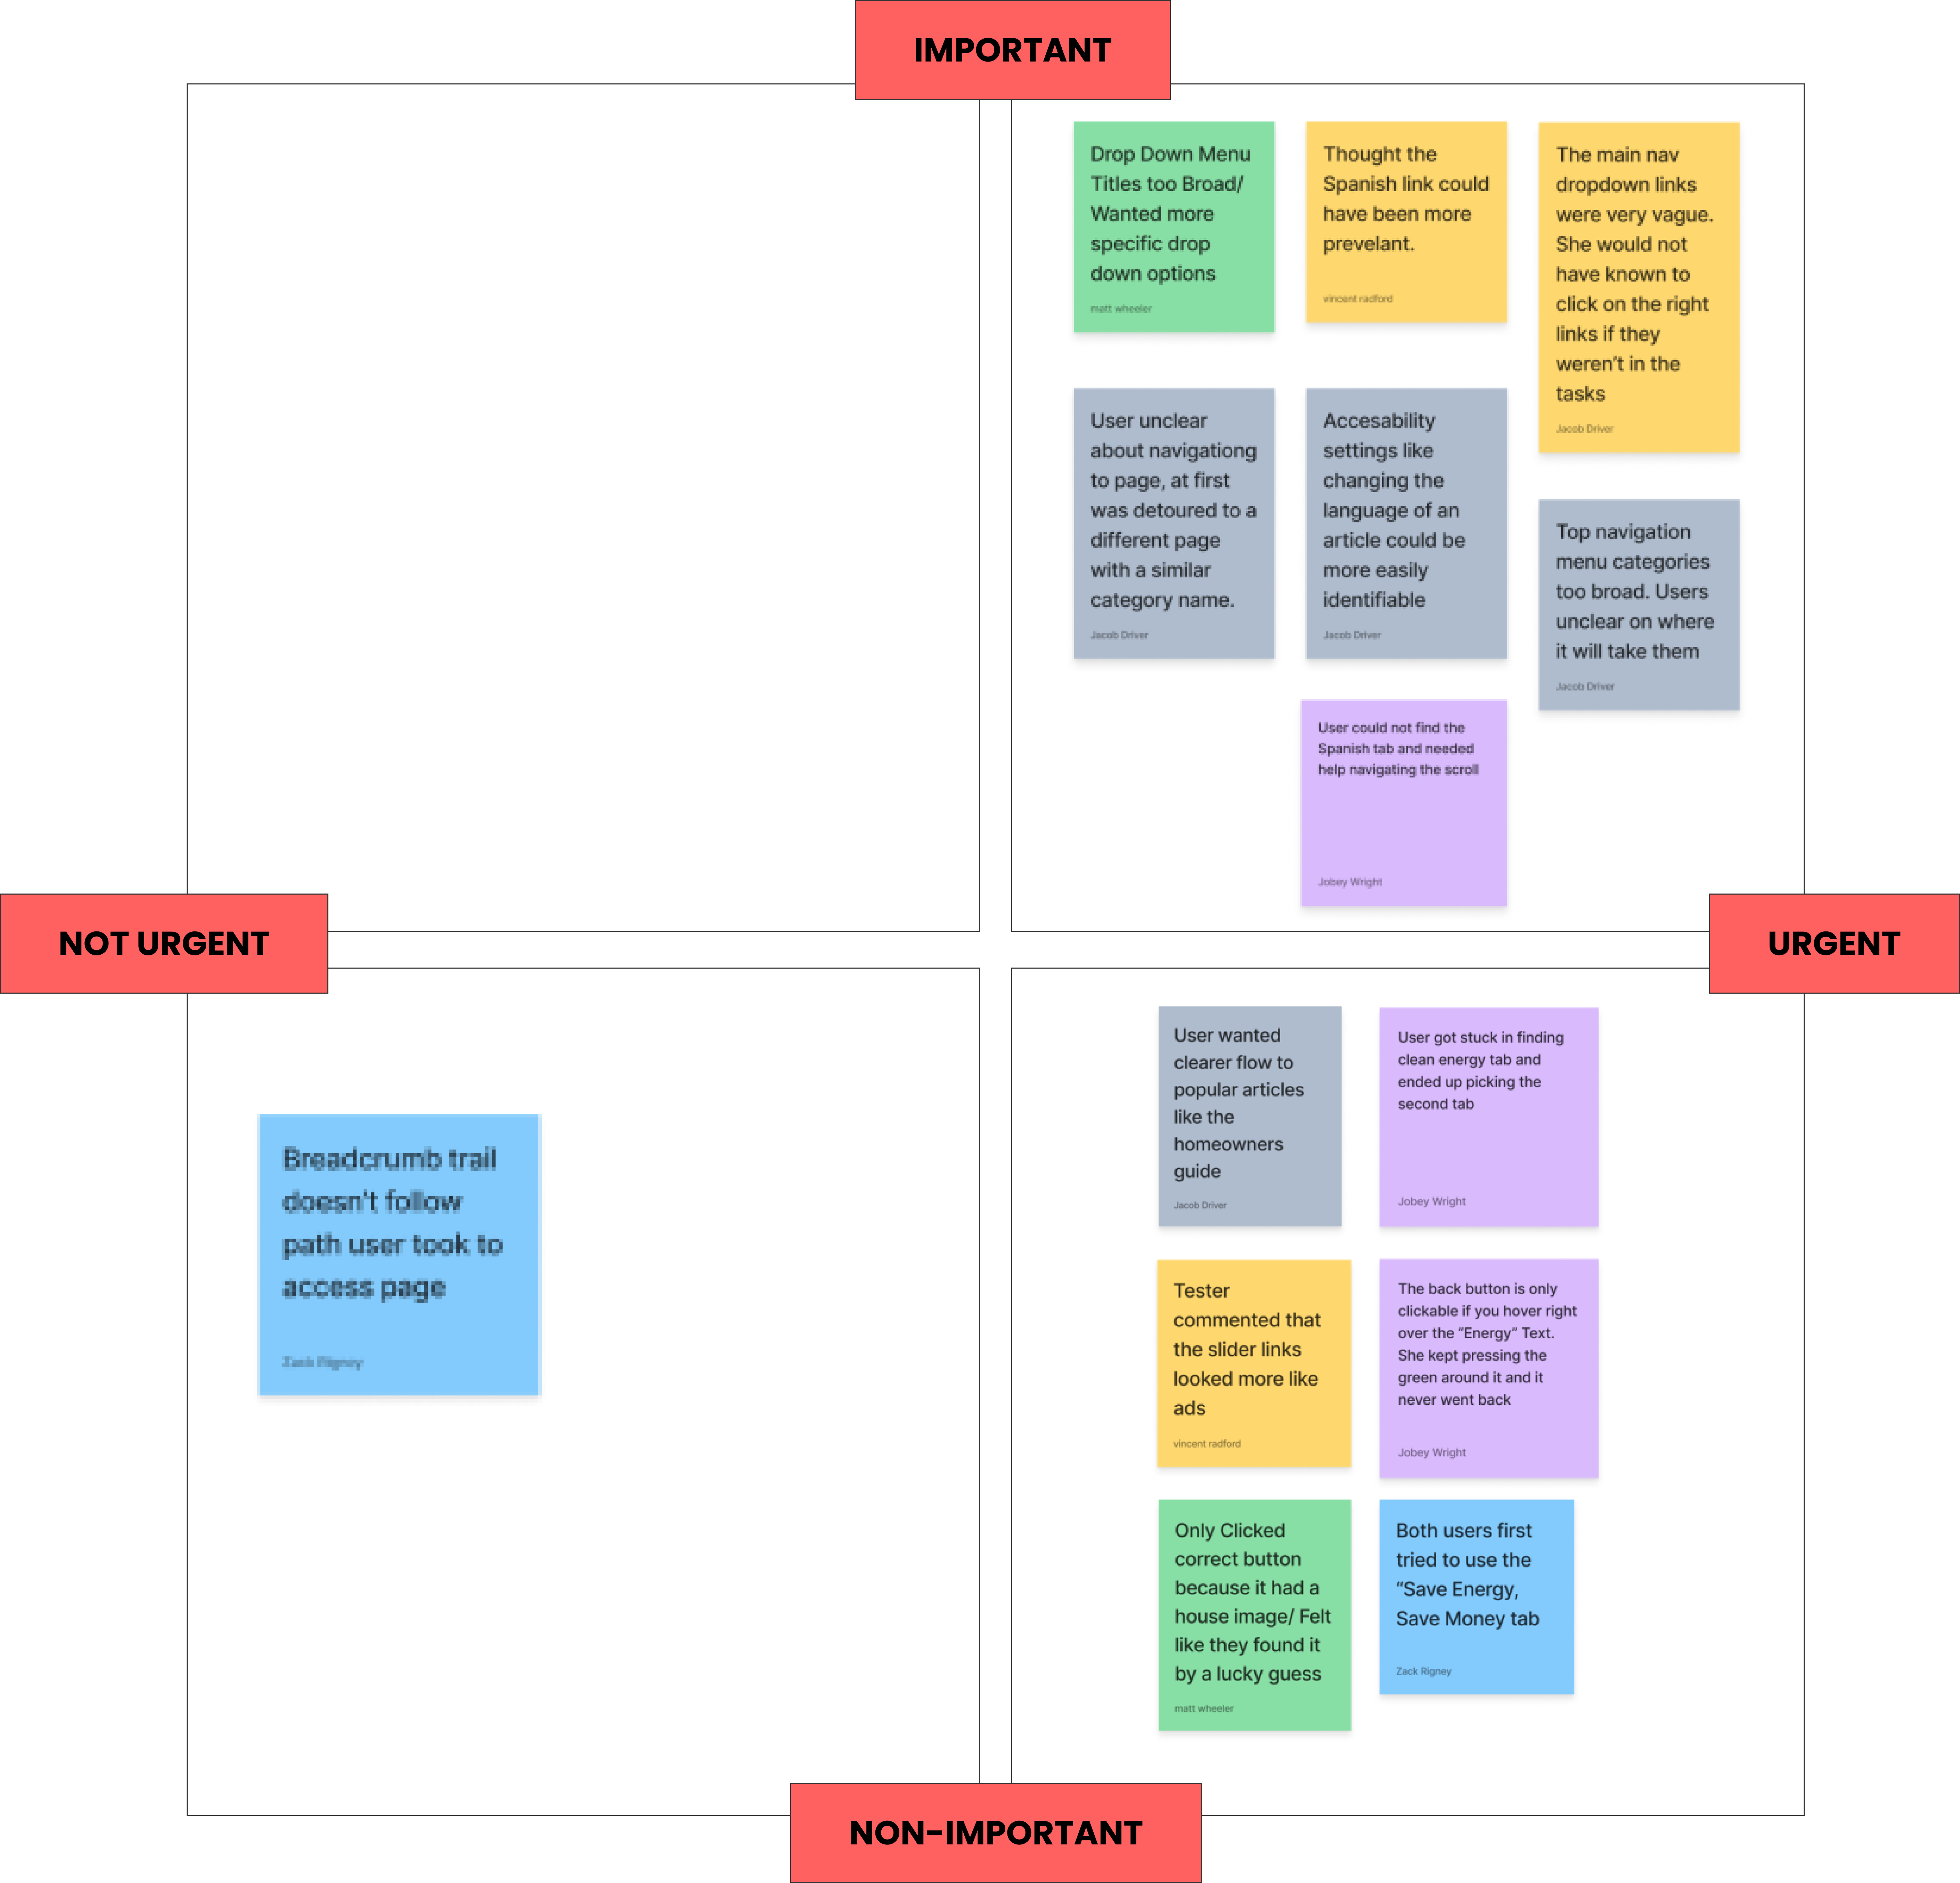 IMPORTANT
Drop Down Menu
Titles too Broad/
Wanted more
specific drop
down options
matt wheeler
Thought the
Spanish link could
have been more
prevelant.
vincent radford
The main nav
dropdown links
were very vague.
She would not
have known to
click on the right
links if they
weren't in the
tasks
Jacob Driver
User unclear
about navigationg
to page, at first
was detoured to a
different page
with a similar
category name.
Jacob Driver
Accesability
settings like
changing the
language of an
article could be
more easily
identifiable
Jacob Driver
Top navigation
menu categories
too broad. Users
unclear on where
it will take them
Jacob Driver
User could not find the
Spanish tab and needed
help navigating the scroll
Jobey Wright
NOT URGENT
URGENT
Breadcrumb trail
doesn't follow
path user took to
access page
Zack Rigney
User wanted
clearer flow to
popular articles
like the
homeowners
guide
Jacob Driver
User got stuck in finding
clean energy tab and
ended up picking the
second tab
Jobey Wright
Tester
commented that
the slider links
looked more like
ads
vincent radford
The back button is only
clickable if you hover right
over the “Energy” Text.
She kept pressing the
green around it and it
never went back
Jobey Wright
Only Clicked
correct button
because it had a
house image/ Felt
like they found it
by a lucky guess
matt wheeler
Both users first
tried to use the
“Save Energy,
Save Money tab
Zack Rigney
NON-IMPORTANT